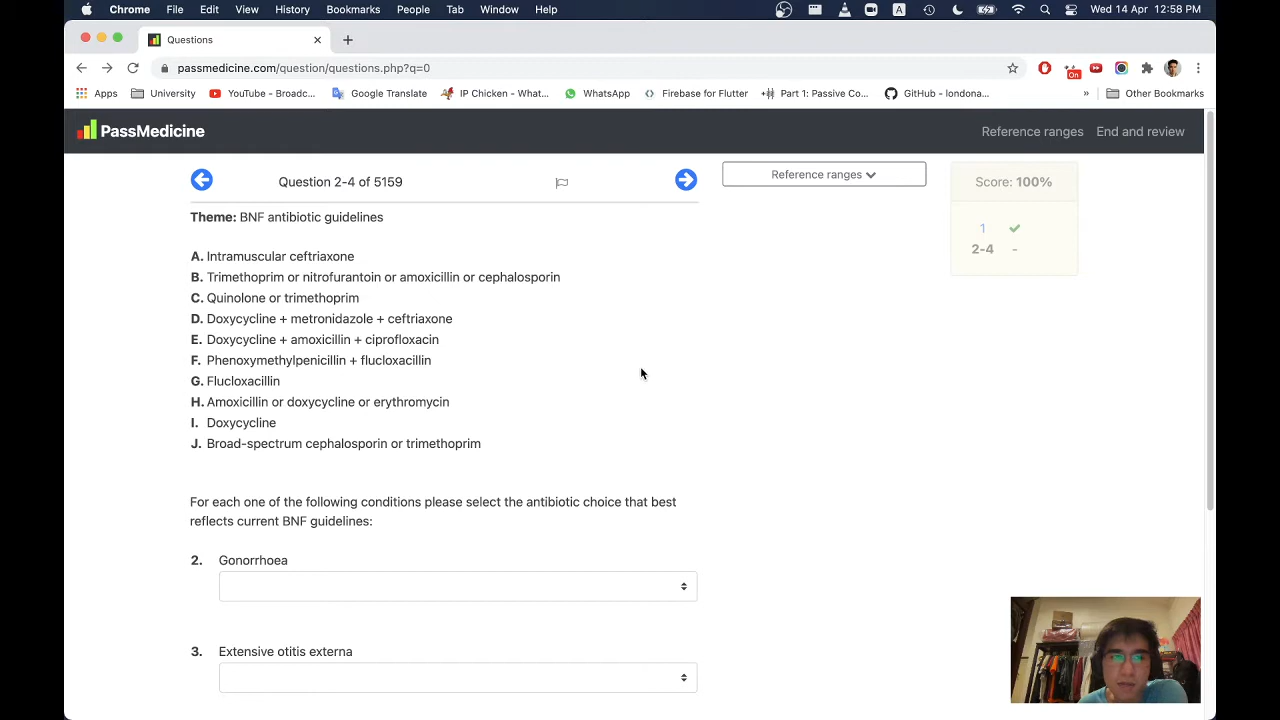 Chrome File Edit View History Bookmarks People Tab Window Help A Wed 14 Apr 12:58 PM
Questions
passmedicine.com/question/questions.php?q=0 On
Apps University YouTube - Broadc... Google Translate IP Chicken - What... WhatsApp Firebase for Flutter Part 1: Passive Co... GitHub - londona... » Other Bookmarks
PassMedicine Reference ranges End and review
Question 2-4 of 5159
Reference ranges
Score: 100%
1
2-4 -
Theme: BNF antibiotic guidelines
A. Intramuscular ceftriaxone
B. Trimethoprim or nitrofurantoin or amoxicillin or cephalosporin
C. Quinolone or trimethoprim
D. Doxycycline + metronidazole + ceftriaxone
E. Doxycycline + amoxicillin + ciprofloxacin
F. Phenoxymethylpenicillin + flucloxacillin
G. Flucloxacillin
H. Amoxicillin or doxycycline or erythromycin
I. Doxycycline
J. Broad-spectrum cephalosporin or trimethoprim
For each one of the following conditions please select the antibiotic choice that best
reflects current BNF guidelines:
2. Gonorrhoea
3. Extensive otitis externa